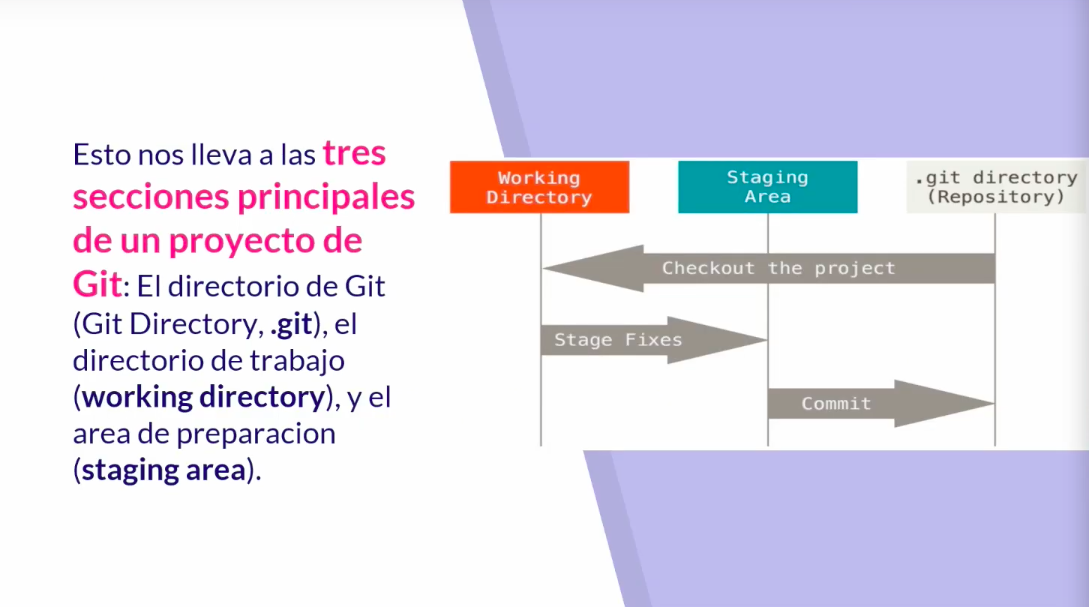 Esto nos lleva a las tres
secciones principales
de un proyecto de
Git: El directorio de Git
(Git Directory, .git), el
directorio de trabajo
(working directory), y el
area de preparacion
(staging area).
Working
Directory
Staging
Area
.git directory
(Repository)
Checkout the project
Stage Fixes
Commit